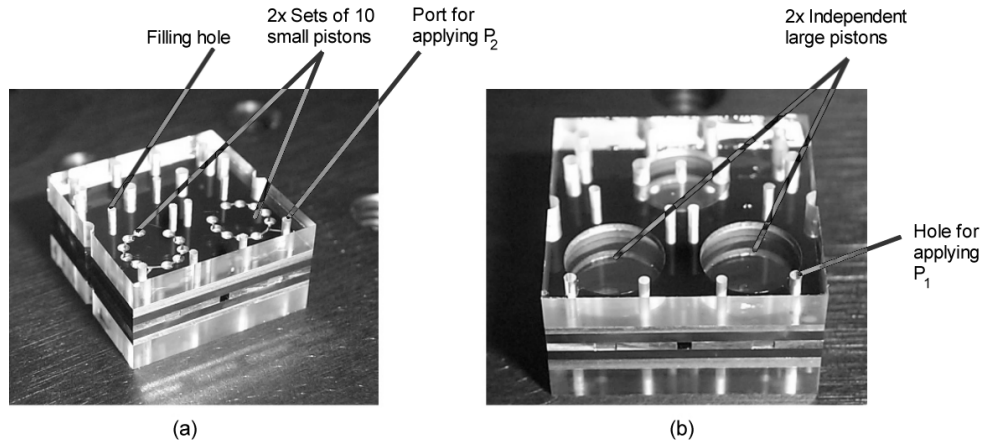 Filling hole
2x Sets of 10
small pistons
Port for
applying P2
2x Independent
large pistons
Hole for
applying
P1
(a)
(b)